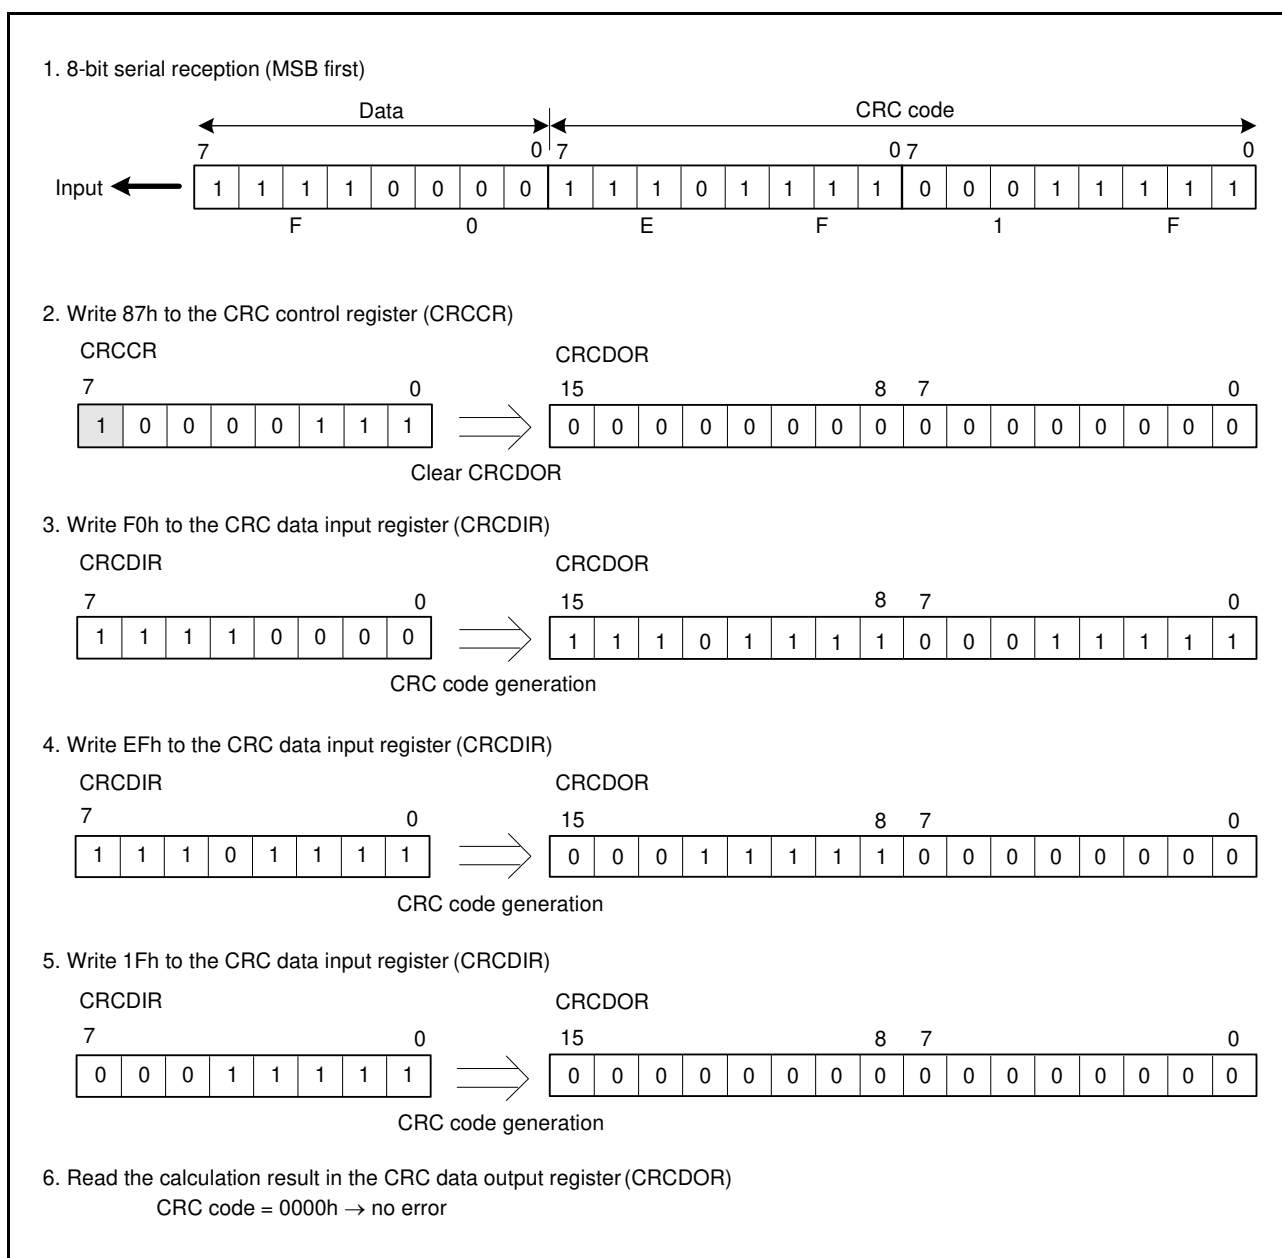 1. 8-bit serial reception (MSB first)
Data CRC code
7 0 7 0 7 0
Input 1 1 1 1 0 0 0 0 1 1 1 0 1 1 1 1 0 0 0 1 1 1 1 1
F 0 E F 1 F
2. Write 87h to the CRC control register (CRCCR)
CRCCR CRCDOR
7 0 15 8 7 0
1 0 0 0 0 1 1 1 0 0 0 0 0 0 0 0 0 0 0 0 0 0 0 0
Clear CRCDOR
3. Write F0h to the CRC data input register (CRCDIR)
CRCDIR CRCDOR
7 0 15 8 7 0
1 1 1 1 0 0 0 0 1 1 1 0 1 1 1 1 0 0 0 1 1 1 1 1
CRC code generation
4. Write EFh to the CRC data input register (CRCDIR)
CRCDIR CRCDOR
7 0 15 8 7 0
1 1 1 0 1 1 1 1 0 0 0 1 1 1 1 1 0 0 0 0 0 0 0 0
CRC code generation
5. Write 1Fh to the CRC data input register (CRCDIR)
CRCDIR CRCDOR
7 0 15 8 7 0
0 0 0 1 1 1 1 1 0 0 0 0 0 0 0 0 0 0 0 0 0 0 0 0
CRC code generation
6. Read the calculation result in the CRC data output register (CRCDOR)
CRC code = 0000h → no error